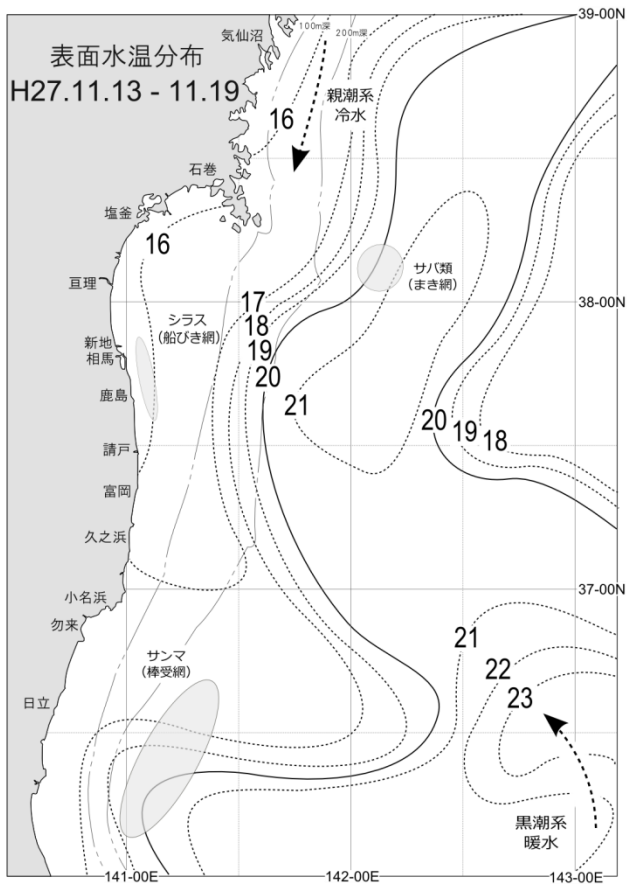 表面水温分布
H27.11.13 - 11.19
気仙沼
100m深
200m深
39-00N
親潮系
冷水
16
石巻
塩釜
16
亘理
サバ類
(まき網)
38-00N
17
シラス
(船びき網)
18
新地
19
相馬
20
鹿島
21
20
19
18
請戸
富岡
久之浜
37-00N
小名浜
勿来
21
サンマ
(棒受網)
22
23
日立
黒潮系
暖水
141-00E
142-00E
143-00E